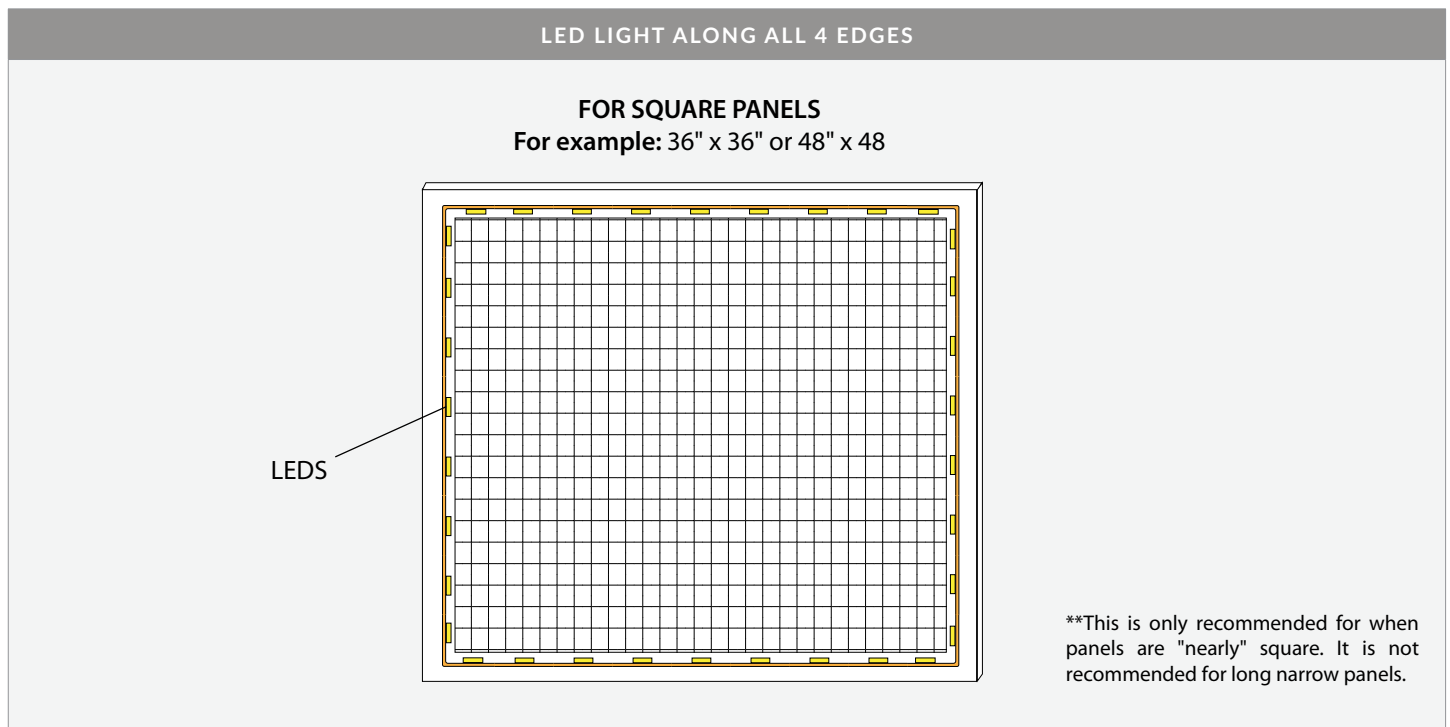 LED LIGHT ALONG ALL 4 EDGES
FOR SQUARE PANELS
For example: 36" x 36" or 48" x 48
LEDS
**This is only recommended for when
panels are "nearly" square. It is not
recommended for long narrow panels.